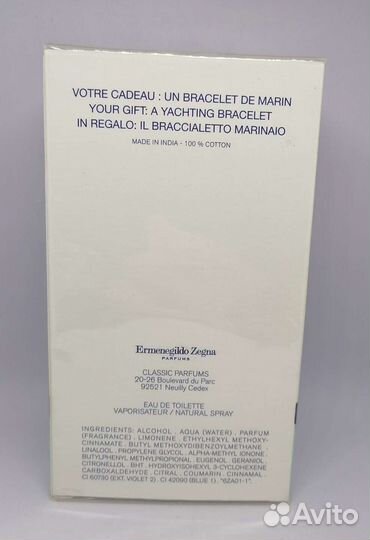 VOTRE CADEAU : UN BRACELET DE MARIN
YOUR GIFT: A YACHTING BRACELET
IN REGALO: IL BRACCIALETTO MARINAIO
MADE IN INDIA - 100 % COTTON
Ermenegildo Zegna
PARFUMS
CLASSIC PARFUMS
20-26 Boulevard du Parc
92521 Neuilly Cedex
EAU DE TOILETTE
VAPORISATEUR / NATURAL SPRAY
INGREDIENTS: ALCOHOL . AQUA (WATER) . PARFUM
(FRAGRANCE) . LIMONENE . ETHYLHEXYL METHOXY-
CINNAMATE . BUTYL METHOXYDIBENZOYLMETHANE .
LINALOOL . PROPYLENE GLYCOL . ALPHA-METHYL IONONE .
BUTYLPHENYL METHYLPROPIONAL . EUGENOL . GERANIOL .
CITRONELLOL . BHT . HYDROXYISOHEXYL 3-CYCLOHEXENE
CARBOXALDEHYDE . CITRAL . COUMARIN . CINNAMAL .
CI 60730 (EXT. VIOLET 2) . CI 42090 (BLUE 1). "6ZA01-1".
Avito